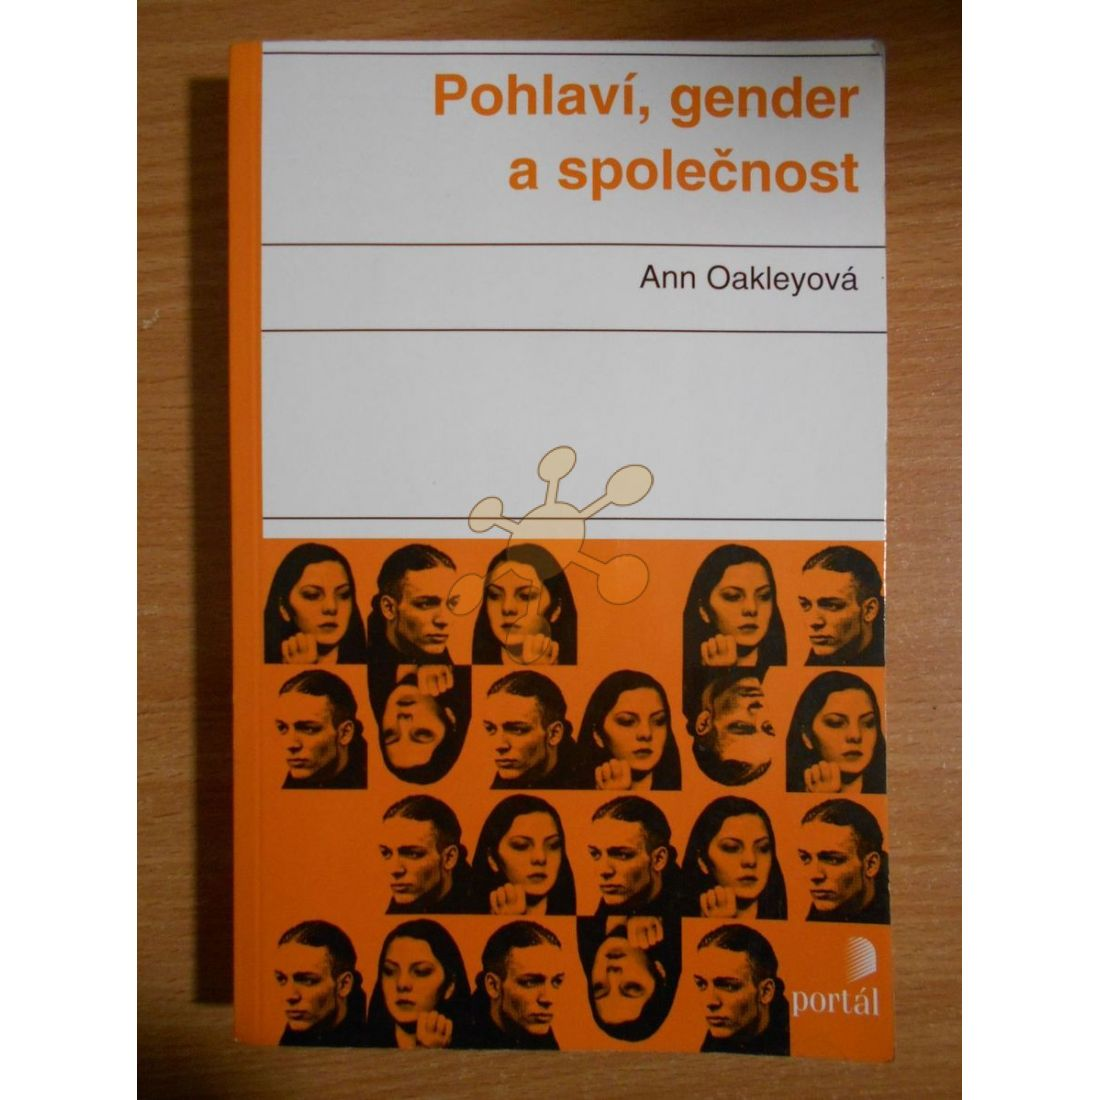 Pohlaví, gender
a společnost
Ann Oakleyová
portál